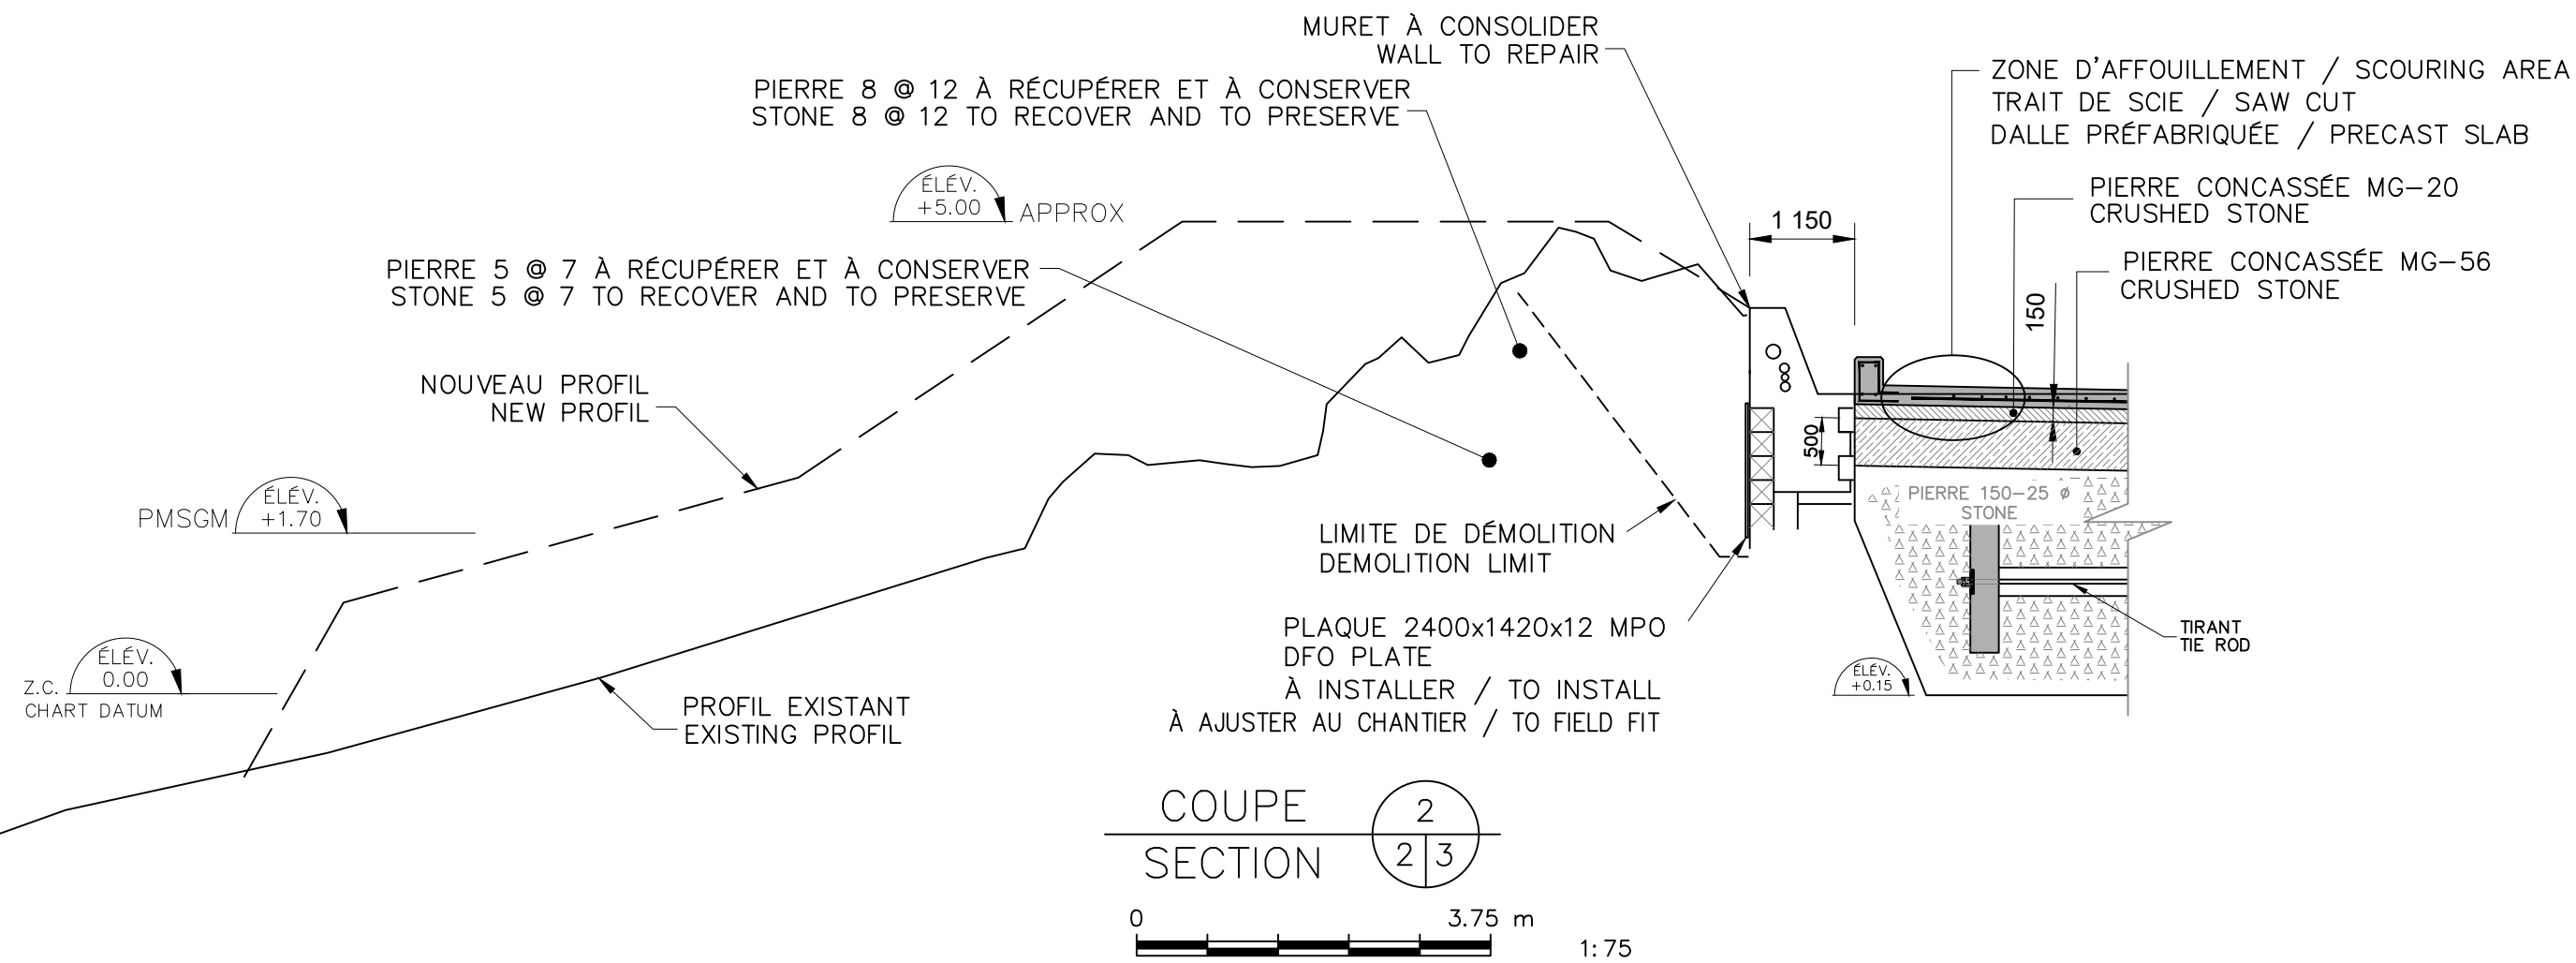 MURET À CONSOLIDER
WALL TO REPAIR
PIERRE 8 @ 12 À RÉCUPÉRER ET À CONSERVER
STONE 8 @ 12 TO RECOVER AND TO PRESERVE
ZONE D'AFFOUILLEMENT / SCOURING AREA
TRAIT DE SCIE / SAW CUT
DALLE PRÉFABRIQUÉE / PRECAST SLAB
PIERRE CONCASSÉE MG-20
CRUSHED STONE
ÉLÉV.
+5.00
APPROX
1 150
PIERRE 5 @ 7 À RÉCUPÉRER ET À CONSERVER
STONE 5 @ 7 TO RECOVER AND TO PRESERVE
PIERRE CONCASSÉE MG-56
CRUSHED STONE
150
NOUVEAU PROFIL
NEW PROFIL
500
PIERRE 150-25 ø
STONE
PMSGM
ÉLÉV.
+1.70
LIMITE DE DÉMOLITION
DEMOLITION LIMIT
PLAQUE 2400x1420x12 MPO
DFO PLATE
À INSTALLER / TO INSTALL
À AJUSTER AU CHANTIER / TO FIELD FIT
TIRANT
TIE ROD
ÉLÉV.
0.00
Z.C.
CHART DATUM
ÉLÉV.
+0.15
PROFIL EXISTANT
EXISTING PROFIL
COUPE
SECTION
2
2 3
0 3.75 m
1:75